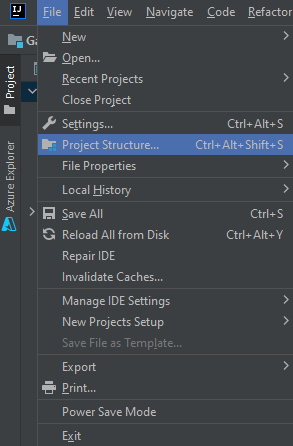 IJ File Edit View Navigate Code Refactor
Ga
New
Open...
Recent Projects
Close Project
Settings... Ctrl+Alt+S
Project Structure... Ctrl+Alt+Shift+S
File Properties
Local History
Save All Ctrl+S
Reload All from Disk Ctrl+Alt+Y
Repair IDE
Invalidate Caches...
Manage IDE Settings
New Projects Setup
Save File as Template...
Export
Print...
Power Save Mode
Exit
Project
Azure Explorer